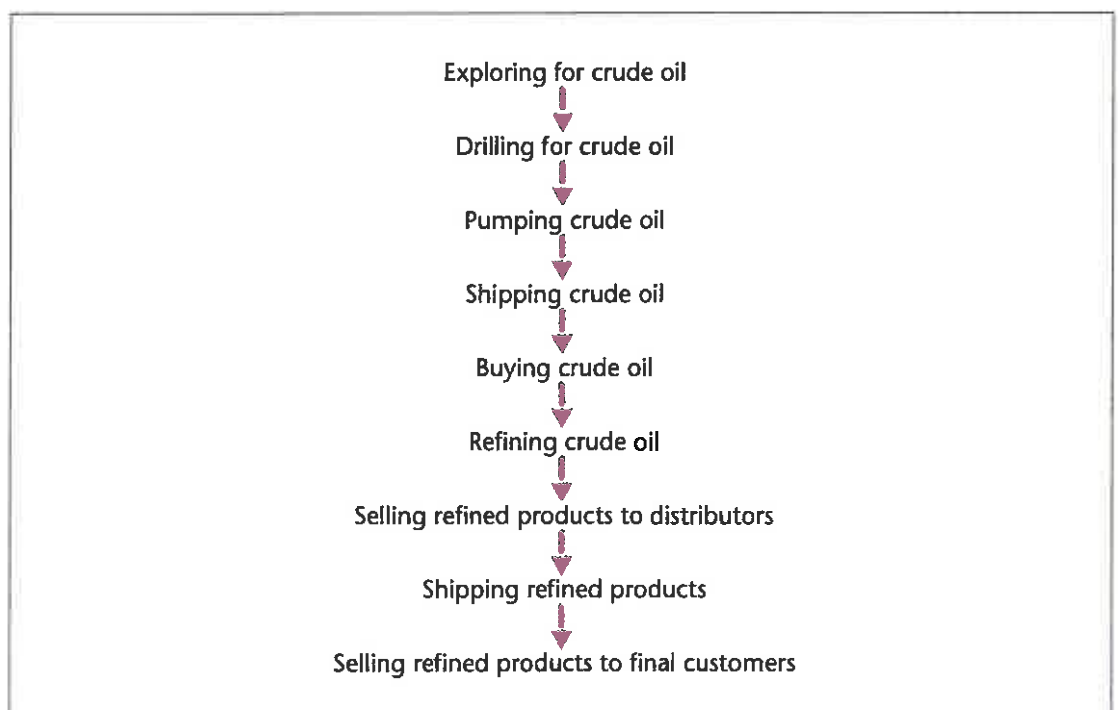 Exploring for crude oil
Drilling for crude oil
Pumping crude oil
Shipping crude oil
Buying crude oil
Refining crude oil
Selling refined products to distributors
Shipping refined products
Selling refined products to final customers